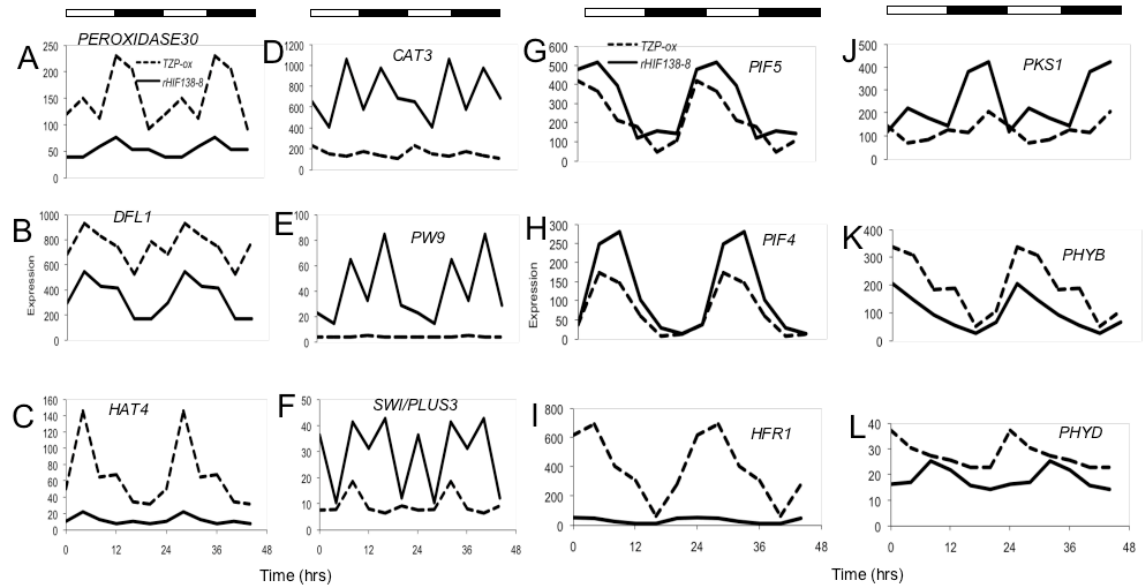 A
PEROXIDASE30
TZP-ox
rHIF138-8
250
200
150
100
50
0
D
CAT3
1200
1000
800
600
400
200
0
G
TZP-ox
rHIF138-8
PIF5
600
500
400
300
200
100
0
J
PKS1
500
400
300
200
100
0
B
DFL1
Expression
1000
800
600
400
200
0
E
PW9
100
80
60
40
20
0
H
PIF4
Expression
300
250
200
150
100
50
0
K
PHYB
400
300
200
100
0
C
HAT4
160
140
120
100
80
60
40
20
0
0 12 24 36 48
F
SWI/PLUS3
50
40
30
20
10
0
0 12 24 36 48
I
HFR1
800
600
400
200
0
0 12 24 36 48
L
PHYD
40
30
20
10
0
0 12 24 36 48
Time (hrs)
Time (hrs)